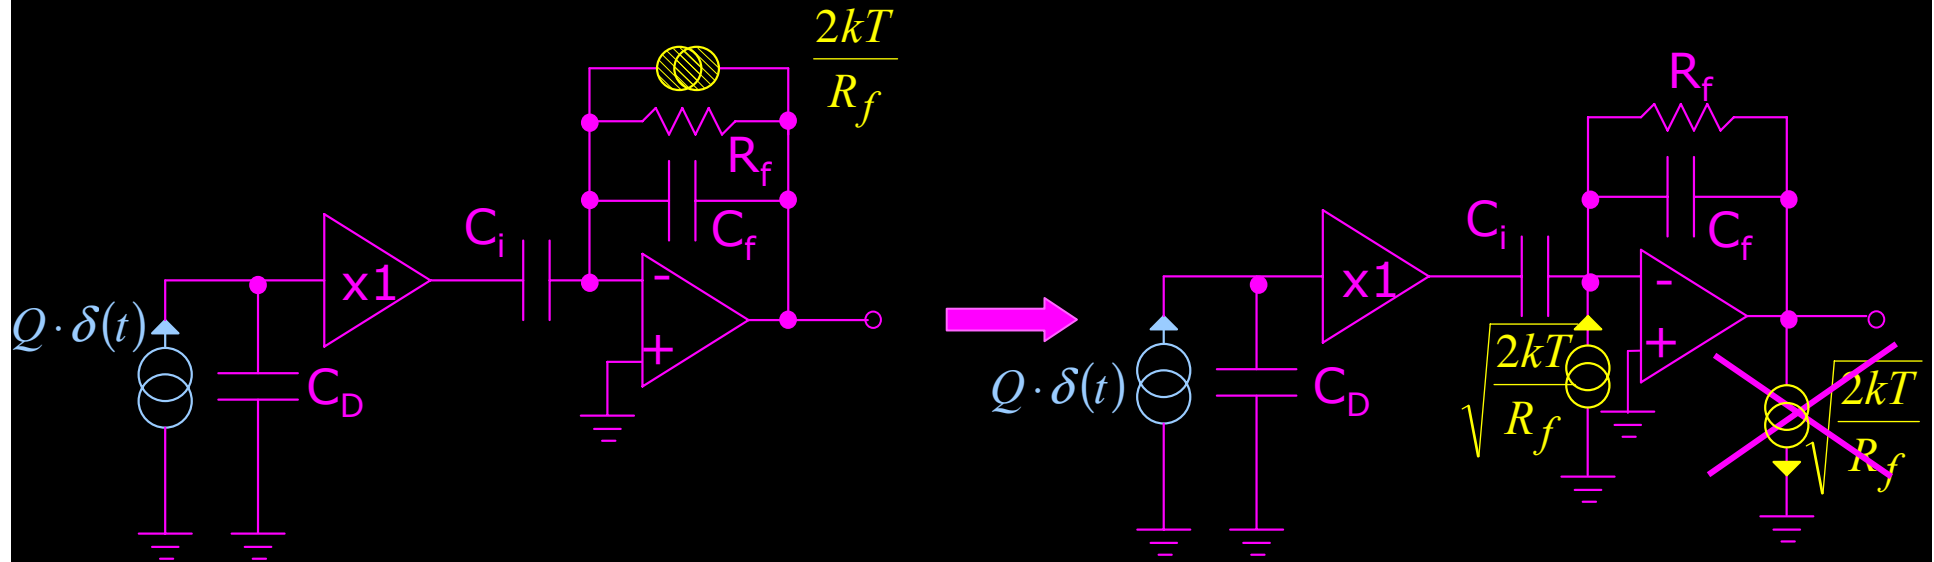 2kT
R_f
R_f
C_f
C_i
x1
-
+
Q · δ(t)
C_D
R_f
C_f
C_i
x1
-
+
Q · δ(t)
C_D
√(2kT/R_f)
√(2kT/R_f)